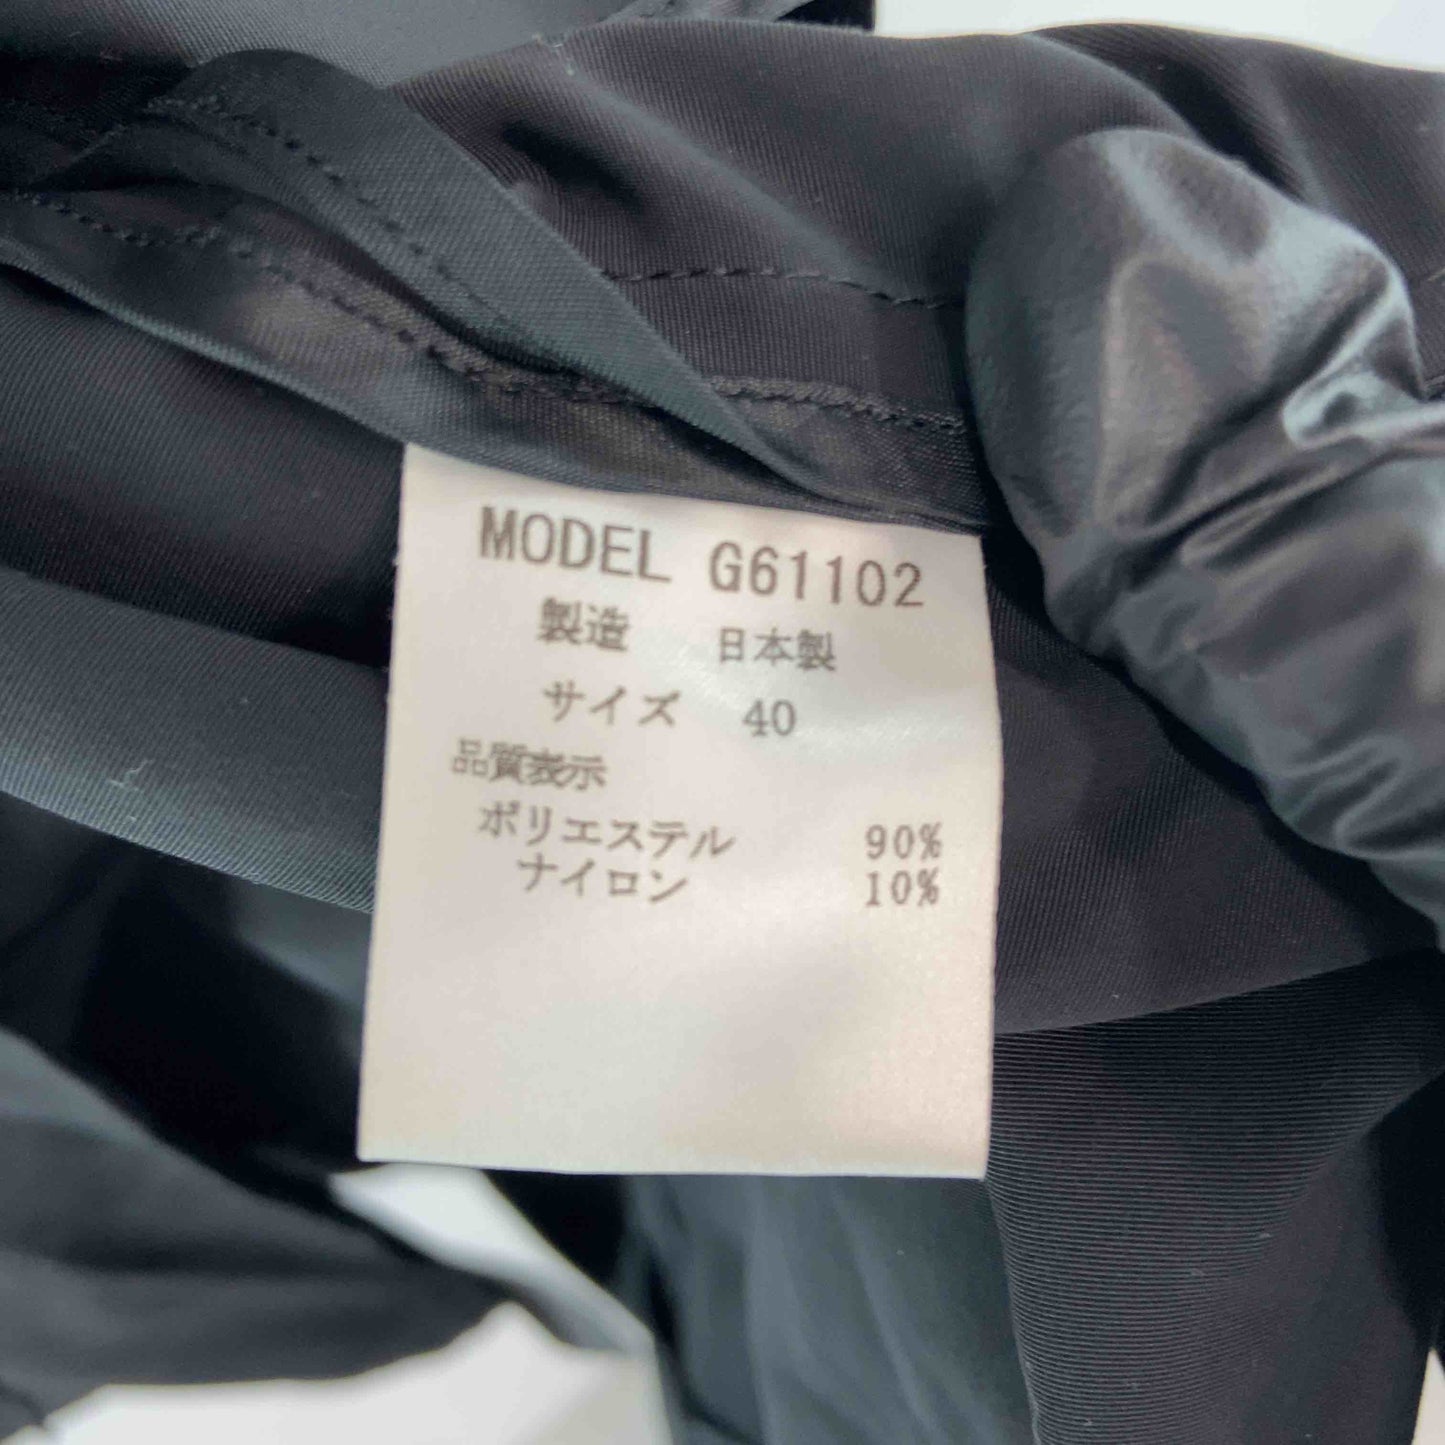 MODEL G61102
製造 日本製
サイズ 40
品質表示
ポリエステル 90%
ナイロン 10%